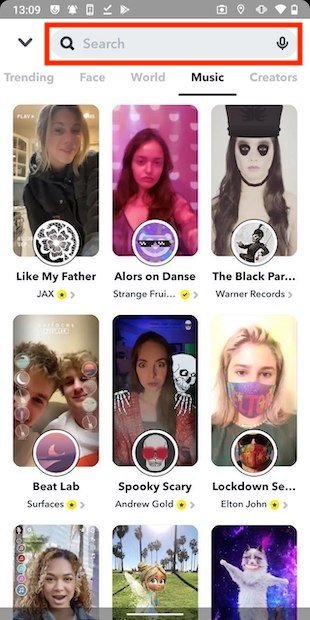 13:09
Search
Trending Face World Music Creators
PLAY
Like My Father Alors on Danse The Black Par...
JAX Strange Frui... Warner Records
surfaces
Beat Lab Spooky Scary Lockdown Se...
Surfaces Andrew Gold Elton John